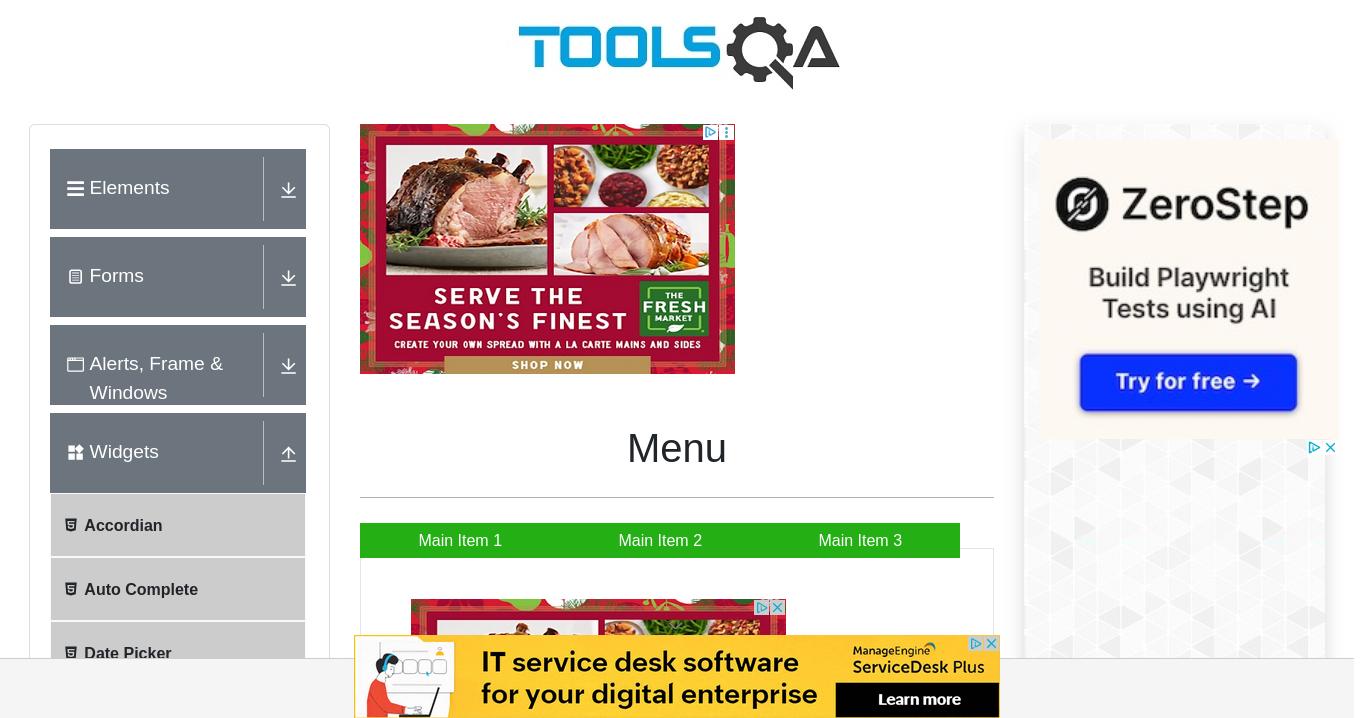 TOOLSQA
Elements
Forms
Alerts, Frame &
Windows
Widgets
Accordian
Auto Complete
Date Picker
SERVE THE
SEASON'S FINEST
THE
FRESH
MARKET
CREATE YOUR OWN SPREAD WITH A LA CARTE MAINS AND SIDES
SHOP NOW
Menu
Main Item 1
Main Item 2
Main Item 3
ZeroStep
Build Playwright
Tests using AI
Try for free →
IT service desk software
for your digital enterprise
ManageEngine
ServiceDesk Plus
Learn more